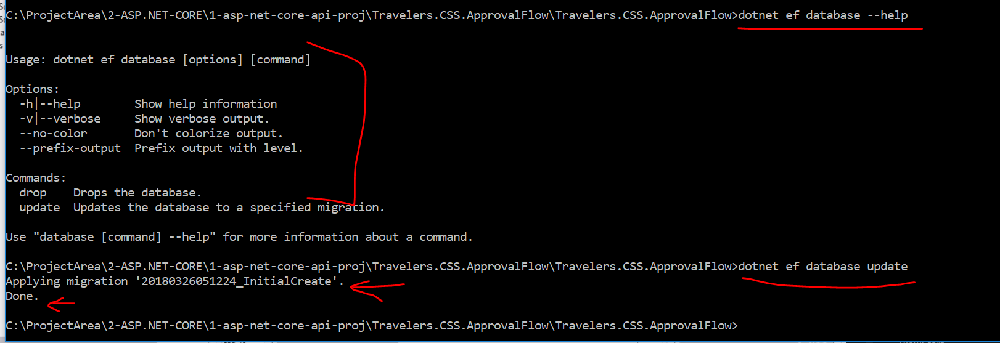 C:\ProjectArea\2-ASP.NET-CORE\1-asp-net-core-api-proj\Travelers.CSS.ApprovalFlow\Travelers.CSS.ApprovalFlow>dotnet ef database --help
Usage: dotnet ef database [options] [command]
Options:
  -h|--help        Show help information
  -v|--verbose     Show verbose output.
  --no-color       Don't colorize output.
  --prefix-output  Prefix output with level.
Commands:
  drop    Drops the database.
  update  Updates the database to a specified migration.
Use "database [command] --help" for more information about a command.
C:\ProjectArea\2-ASP.NET-CORE\1-asp-net-core-api-proj\Travelers.CSS.ApprovalFlow\Travelers.CSS.ApprovalFlow>dotnet ef database update
Applying migration '20180326051224_InitialCreate'.
Done.
C:\ProjectArea\2-ASP.NET-CORE\1-asp-net-core-api-proj\Travelers.CSS.ApprovalFlow\Travelers.CSS.ApprovalFlow>